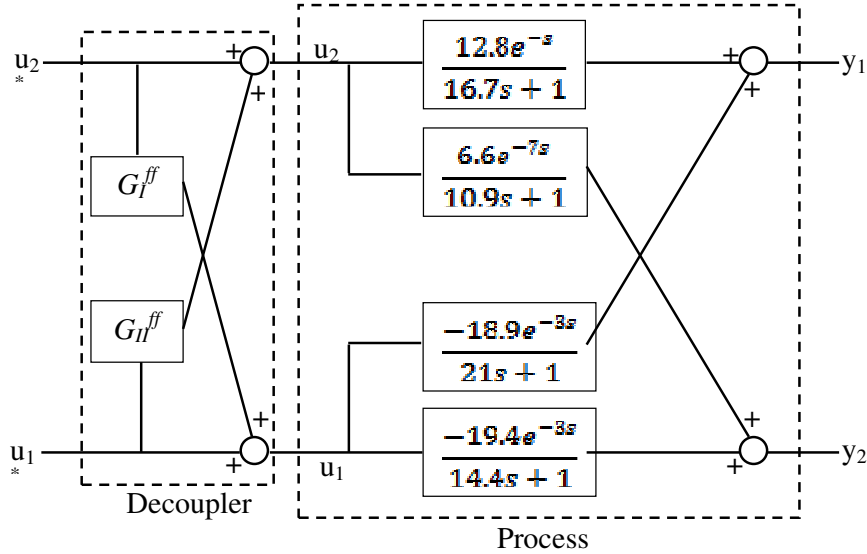 u₂
*
+
+
u₂
12.8e⁻ˢ
16.7s + 1
+
+
y₁
G_I^ff
6.6e⁻⁷ˢ
10.9s + 1
G_II^ff
−18.9e⁻³ˢ
21s + 1
u₁
*
+
+
u₁
−19.4e⁻³ˢ
14.4s + 1
+
+
y₂
Decoupler
Process